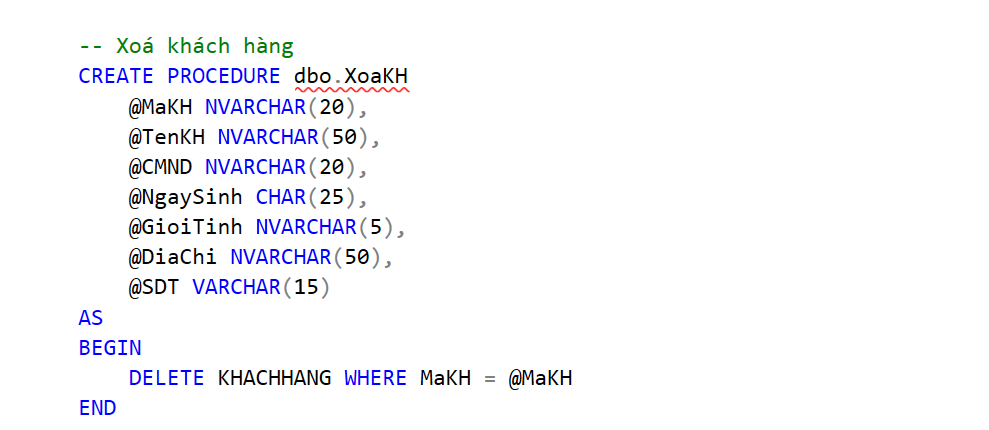 -- Xoá khách hàng
CREATE PROCEDURE dbo.XoaKH
@MaKH NVARCHAR(20),
@TenKH NVARCHAR(50),
@CMND NVARCHAR(20),
@NgaySinh CHAR(25),
@GioiTinh NVARCHAR(5),
@DiaChi NVARCHAR(50),
@SDT VARCHAR(15)
AS
BEGIN
DELETE KHACHHANG WHERE MaKH = @MaKH
END